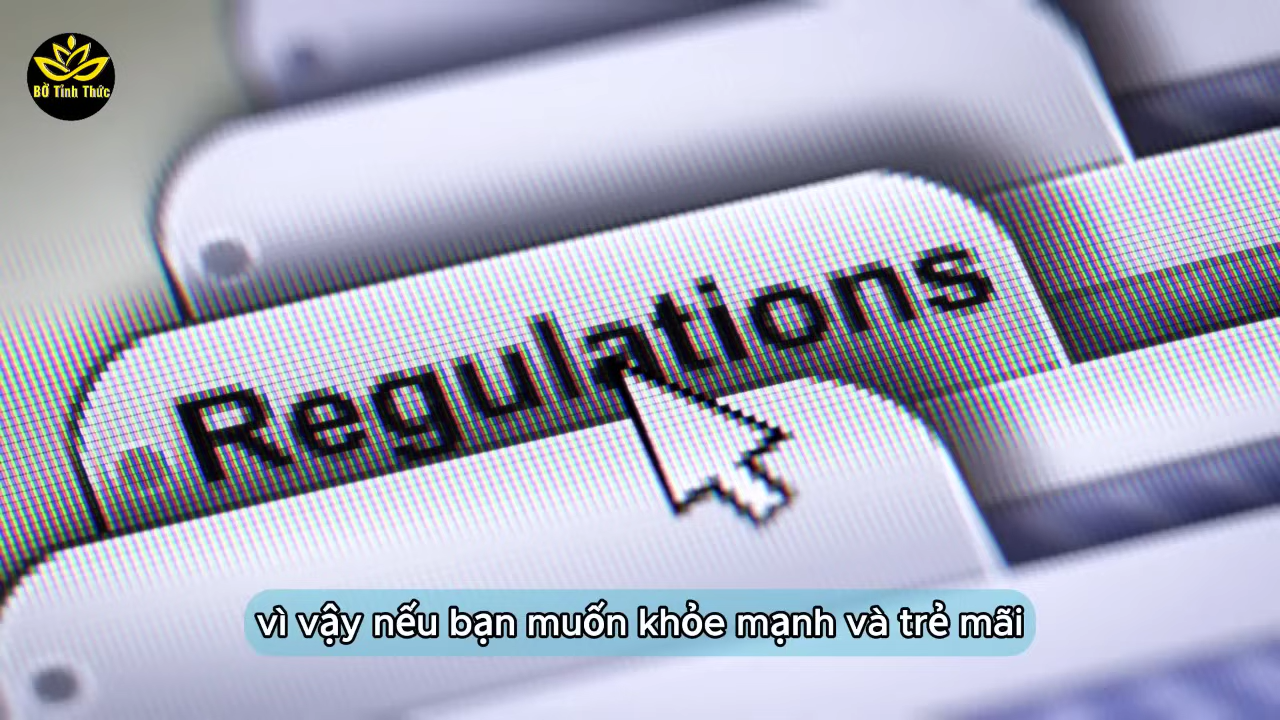 BỜ Tỉnh Thức
Regulations
vì vậy nếu bạn muốn khỏe mạnh và trẻ mãi